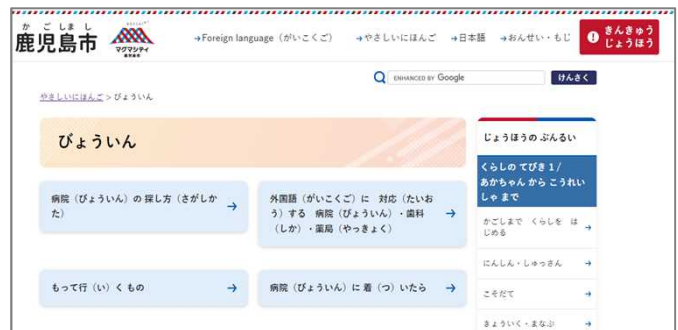 かごしまし
鹿児島市
マグマシティ
→Foreign language（がいこくご） →やさしいにほんご →日本語 →おんせい・もじ
きんきゅう
じょうほう
ENHANCED BY Google けんさく
やさしいにほんご > びょういん
びょういん
病院（びょういん）の 探し方（さがしか
た） →
外国語（がいこくご）に 対応（たいお
う）する 病院（びょういん）・歯科
（しか）・薬局（やっきょく） →
もって行（い）く もの →
病院（びょういん）に 着（つ）いたら →
じょうほうの ぶんるい
くらしの てびき 1/
あかちゃん から こうれい
しゃ まで
かごしまで くらしを は
じめる →
にんしん・しゅっさん →
こそだて →
きょういく・まなぶ →